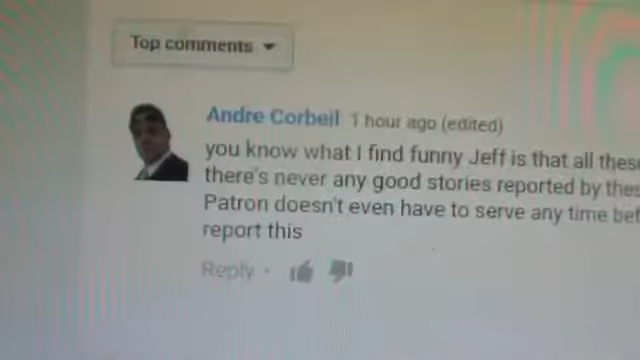 Top comments
Andre Corbeil 1 hour ago (edited)
you know what I find funny Jeff is that all these
there's never any good stories reported by thes
Patron doesn't even have to serve any time bef
report this
Reply